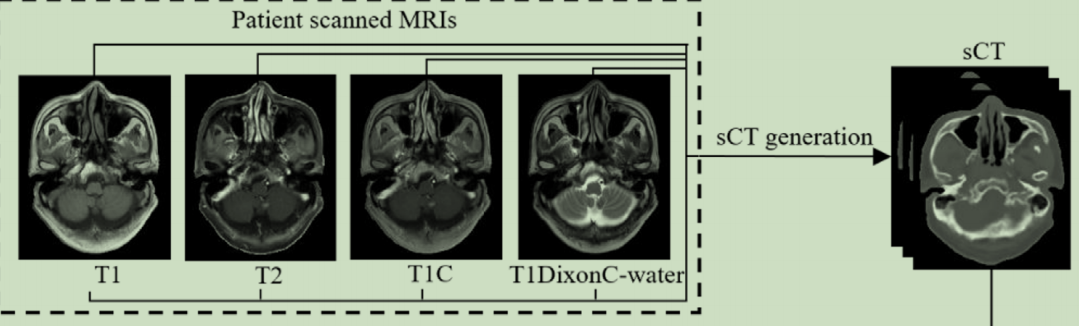 Patient scanned MRIs
sCT
sCT generation
T1
T2
T1C
T1DixonC-water